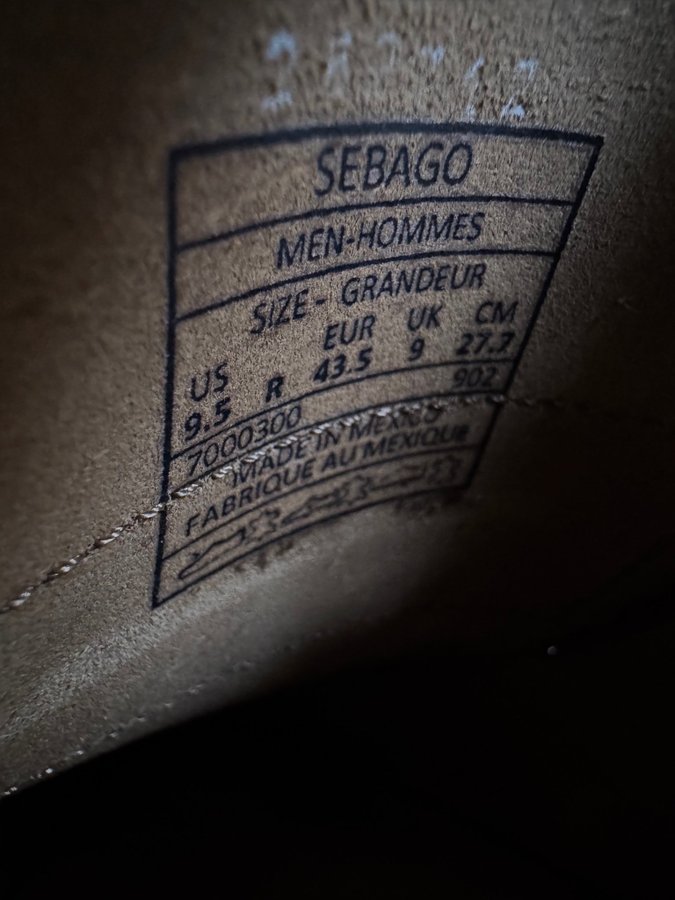 SEBAGO
MEN-HOMMES
SIZE - GRANDEUR
US EUR UK CM
9.5 R 43.5 9 27.7
7000300 902
MADE IN MEXICO
FABRIQUE AU MEXIQUE